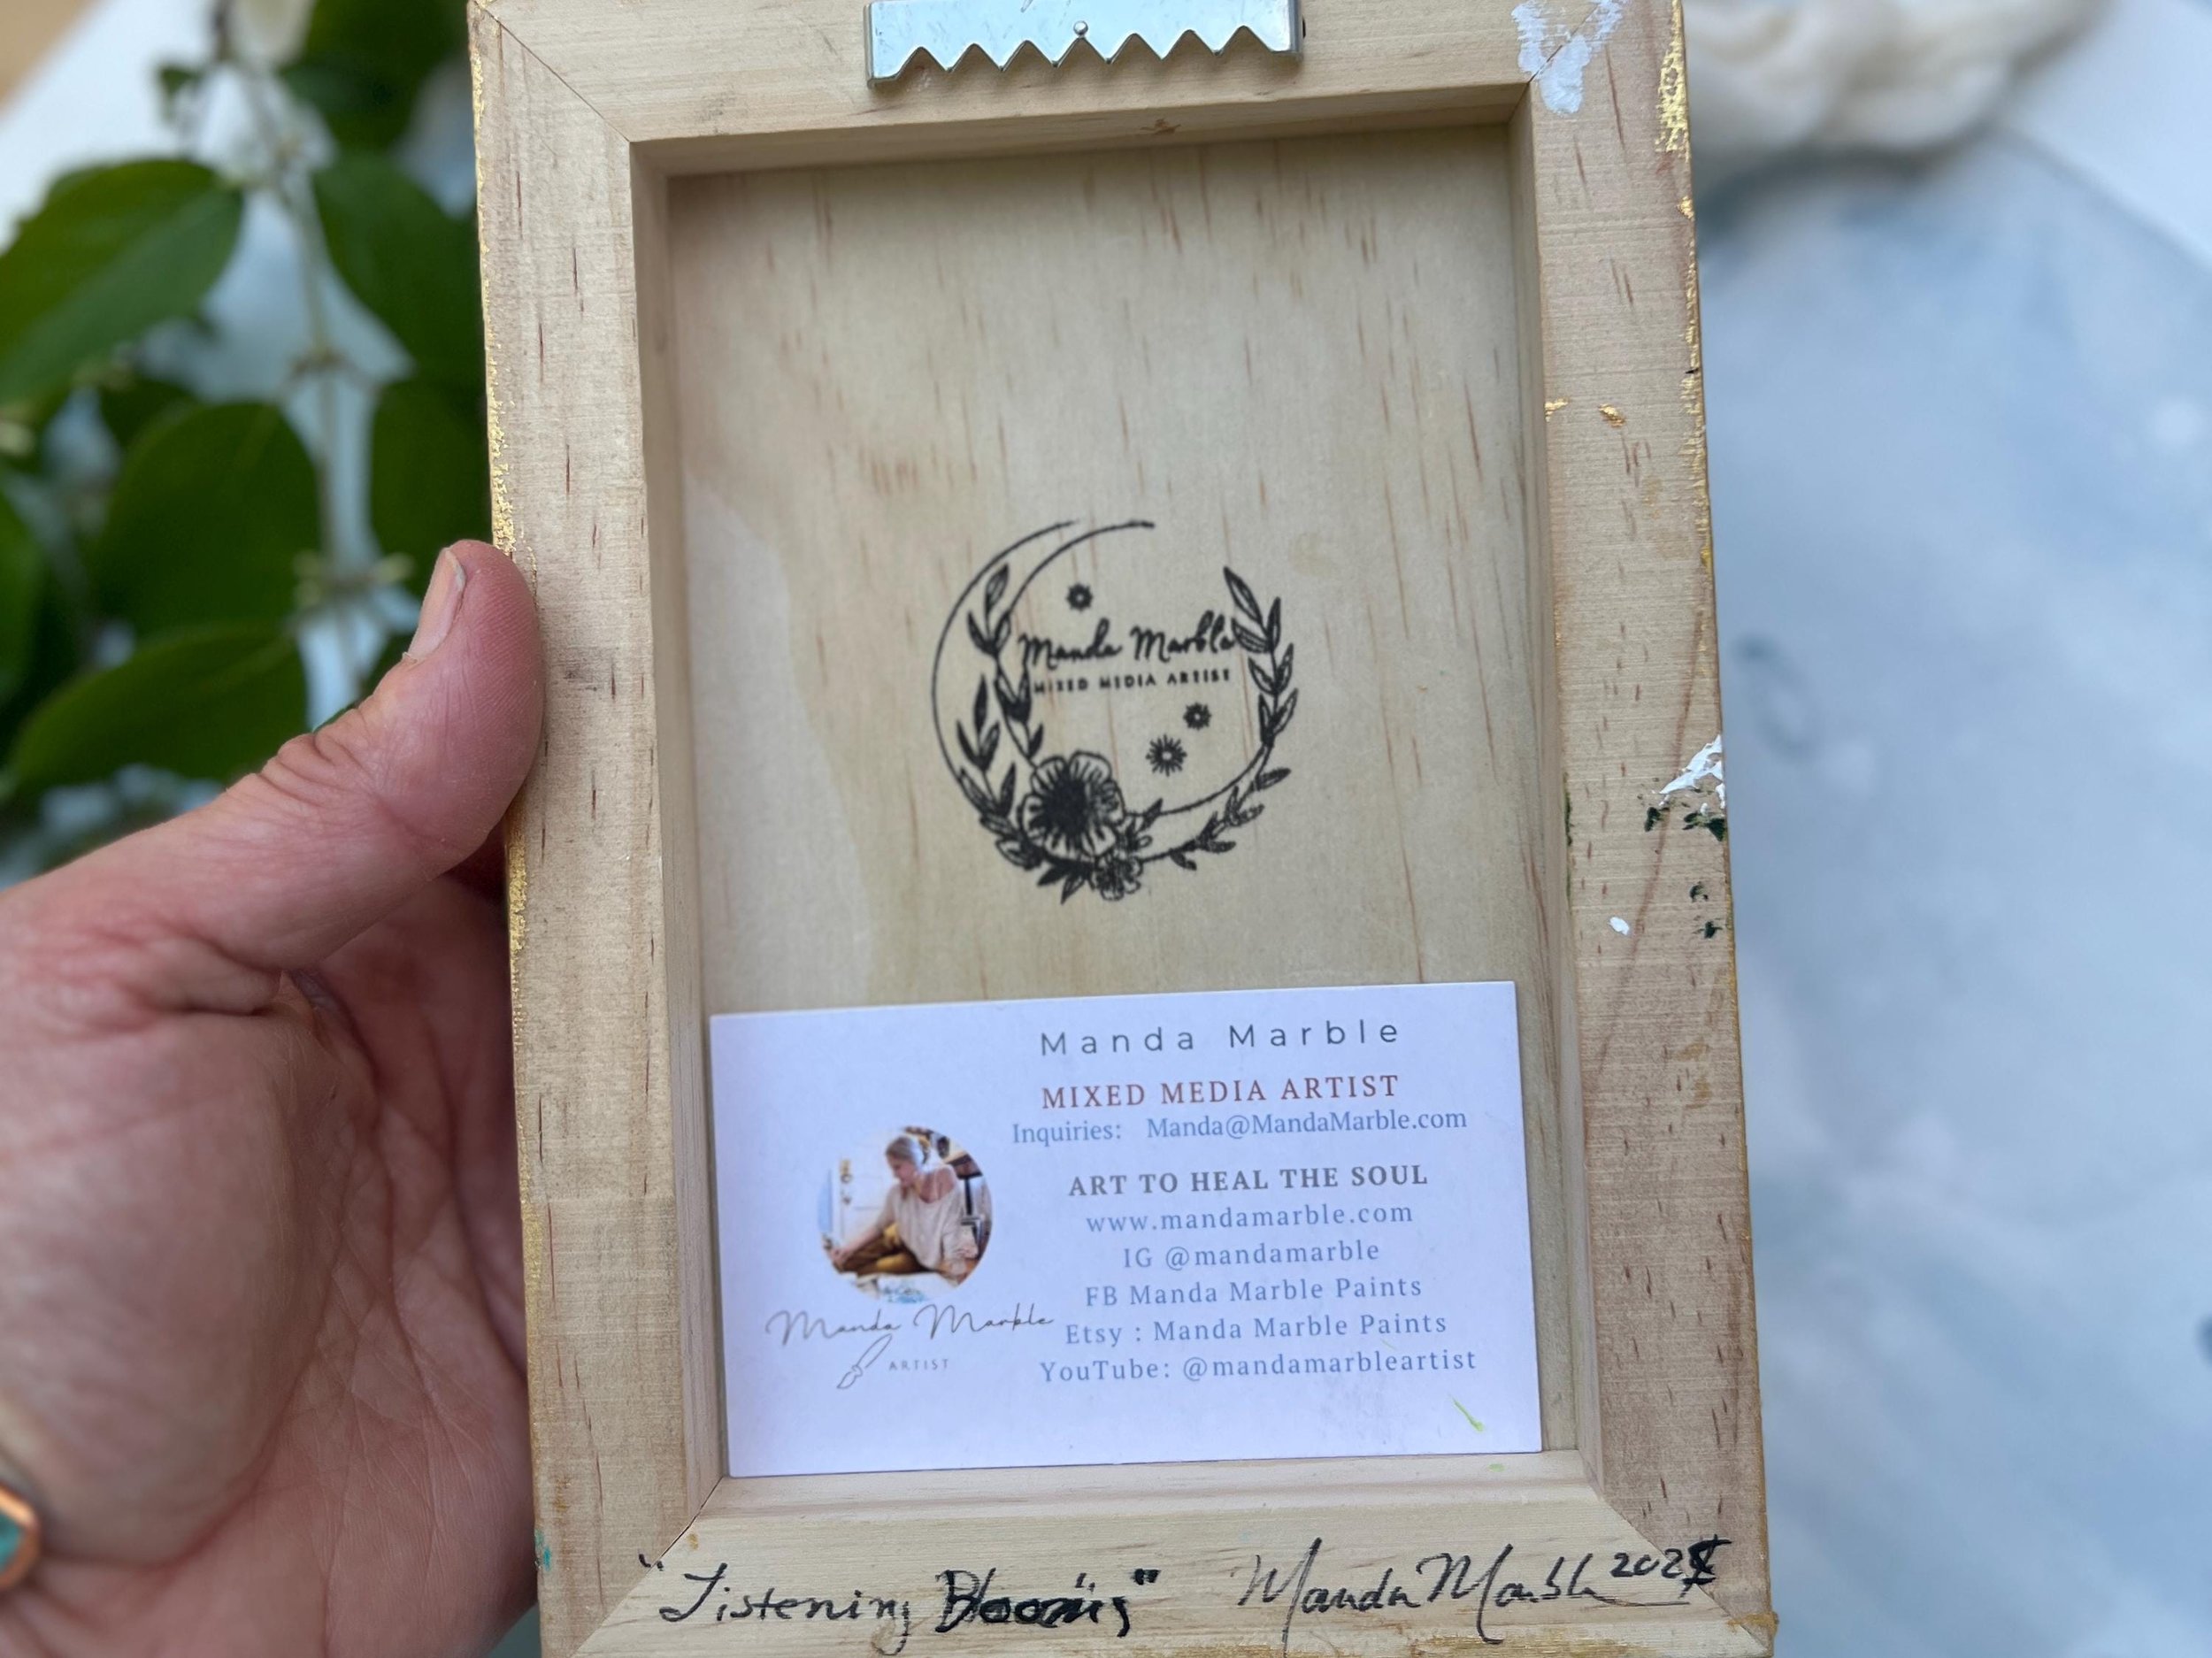 Manda Marble
MIXED MEDIA ARTIST
Manda Marble
MIXED MEDIA ARTIST
Inquiries: Manda@MandaMarble.com
ART TO HEAL THE SOUL
www.mandamarble.com
IG @mandamarble
FB Manda Marble Paints
Etsy : Manda Marble Paints
YouTube: @mandamarbleartist
Manda Marble
ARTIST
"Listening" Manda Marble